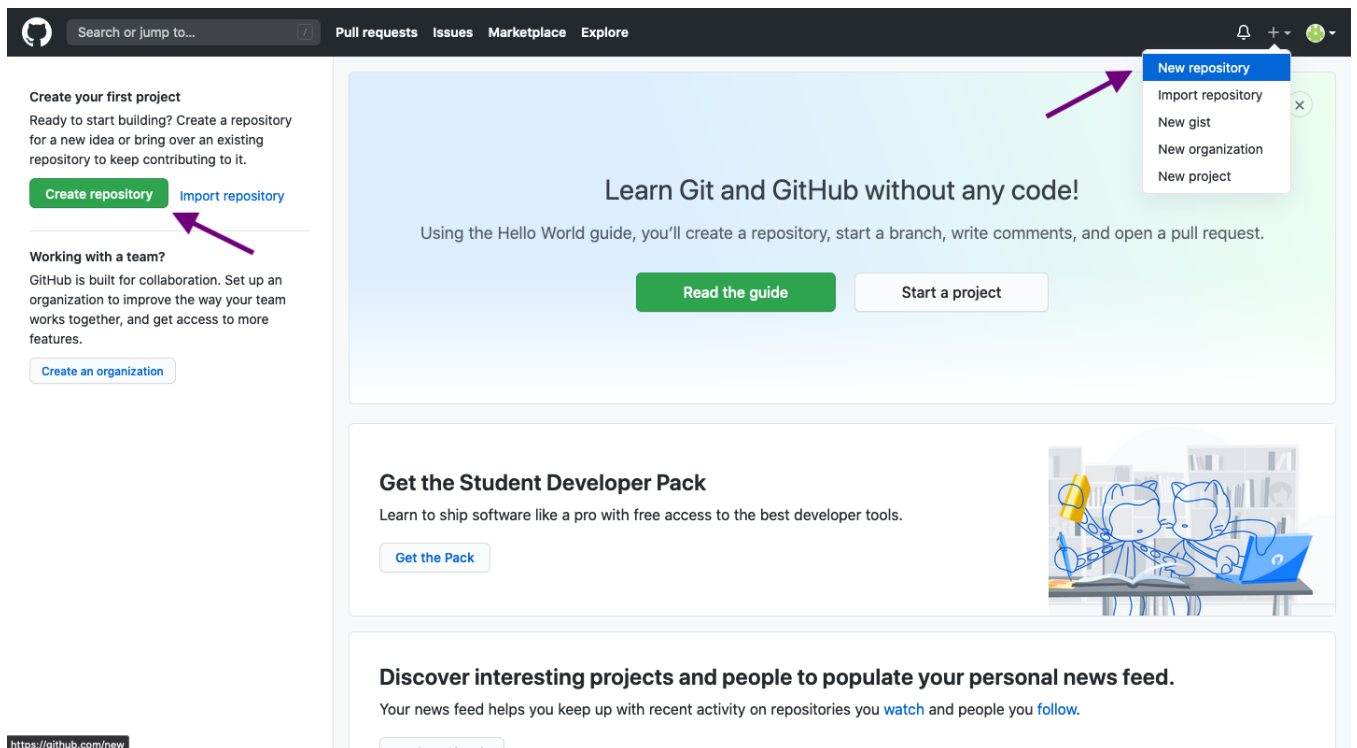 Search or jump to...
/
Pull requests Issues Marketplace Explore
New repository
Import repository
New gist
New organization
New project
Create your first project
Ready to start building? Create a repository
for a new idea or bring over an existing
repository to keep contributing to it.
Create repository Import repository
Working with a team?
GitHub is built for collaboration. Set up an
organization to improve the way your team
works together, and get access to more
features.
Create an organization
Learn Git and GitHub without any code!
Using the Hello World guide, you’ll create a repository, start a branch, write comments, and open a pull request.
Read the guide Start a project
Get the Student Developer Pack
Learn to ship software like a pro with free access to the best developer tools.
Get the Pack
Discover interesting projects and people to populate your personal news feed.
Your news feed helps you keep up with recent activity on repositories you watch and people you follow.
https://github.com/new